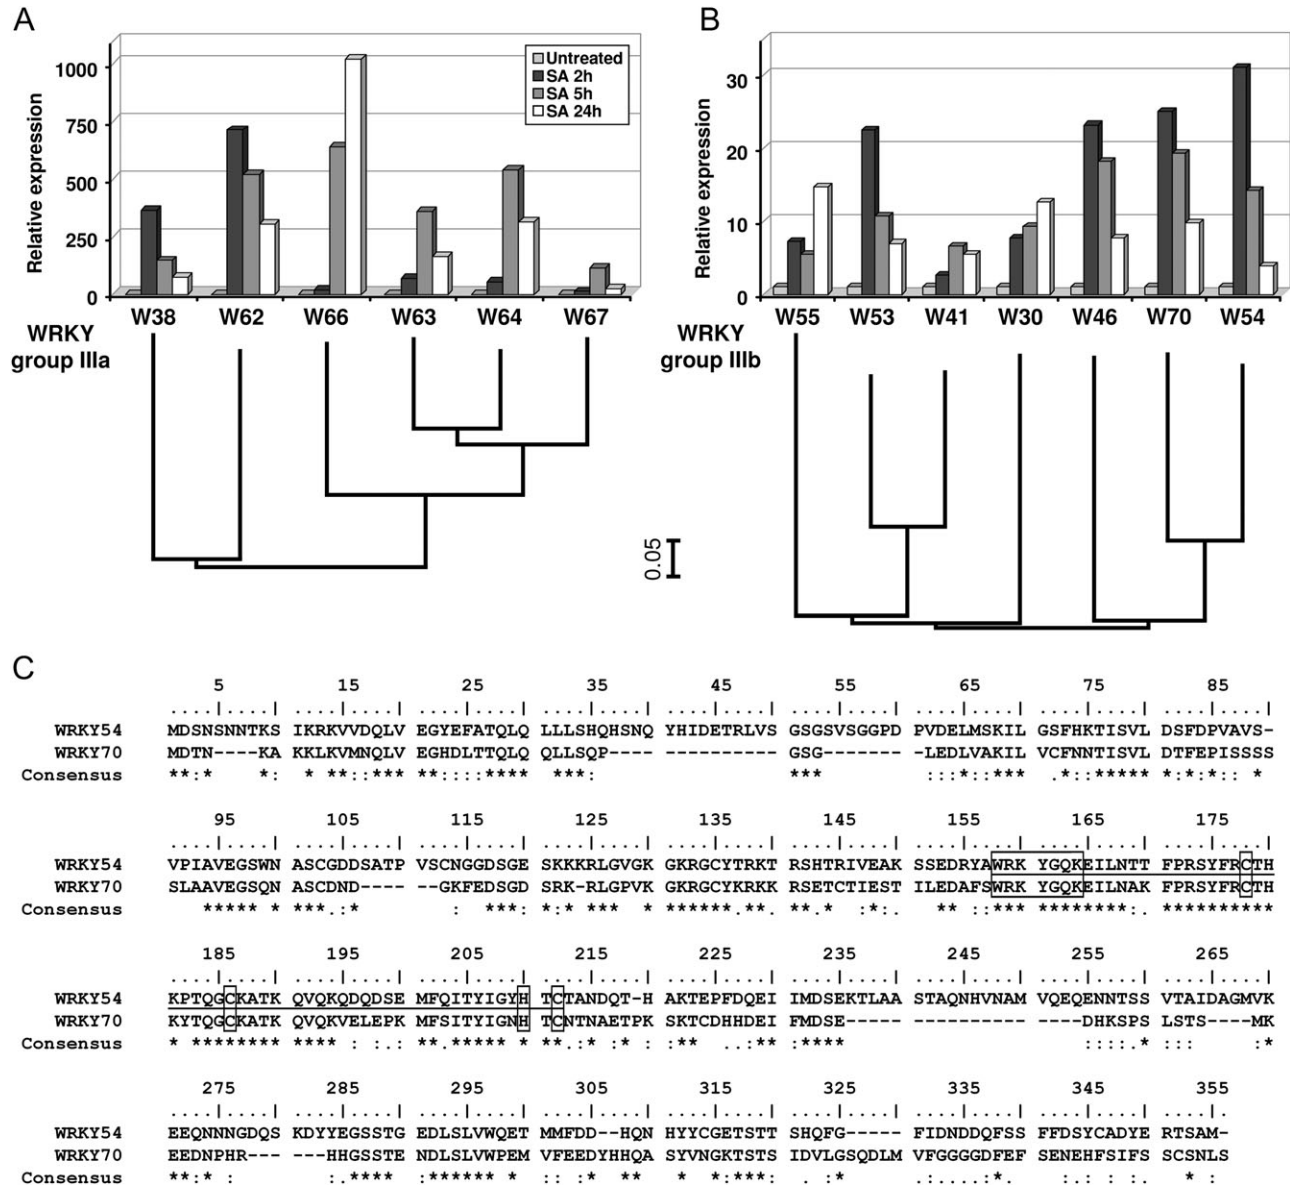 A
Relative expression
1000
750
500
250
0
Untreated
SA 2h
SA 5h
SA 24h
W38 W62 W66 W63 W64 W67
WRKY
group IIIa
B
Relative expression
30
20
10
0
W55 W53 W41 W30 W46 W70 W54
WRKY
group IIIb
0.05
C
5 15 25 35 45 55 65 75 85
WRKY54 MDSNSNNTKS IKRKVVDQLV EGYEFATQLQ LLLSHQHSNQ YHIDETRLVS GSGSVSGGPD PVDELMSKIL GSFHKTISVL DSFDPVAVS-
WRKY70 MDTN----KA KKLKVMNQLV EGHDLTTQLQ QLLSQP---- ---------- GSG------- -LEDLVAKIL VCFNNTISVL DTFEPISSSS
Consensus **:* *: * **:*** **::::**** ***: *** :::*::*** .*::***** *:*:*:: *
95 105 115 125 135 145 155 165 175
WRKY54 VPIAVEGSWN ASCGDDSATP VSCNGGDSGE SKKKRLGVGK GKRGCYTRKT RSHTRIVEAK SSEDRYAWRK YGQKEILNTT FPRSYFRCTH
WRKY70 SLAAVEGSQN ASCDND---- --GKFEDSGD SRK-RLGPVK GKRGCYKRKK RSETCTIEST ILEDAFSWRK YGQKEILNAK FPRSYFRCTH
Consensus ***** * ***.:* : ***: *:* *** * ******.**. **.* :*:. ** ::*** ********:. **********
185 195 205 215 225 235 245 255 265
WRKY54 KPTQGCKATK QVQKQDQDSE MFQITYIGYH TCTANDQT-H AKTEPFDQEI IMDSEKTLAA STAQNHVNAM VQEQENNTSS VTAIDAGMVK
WRKY70 KYTQGCKATK QVQKVELEPK MFSITYIGNH TCNTNAETPK SKTCDHHDEI FMDSE----- ---------- ----DHKSPS LSTS---MK
Consensus * ******** **** : :.: **.***** * **.:* :* : :** ..:** :**** ::::.* ::: :*
275 285 295 305 315 325 335 345 355
WRKY54 EEQNNNGDQS KDYYEGSSTG EDLSLVWQET MMFDD--HQN HYYCGETSTT SHQFG----- FIDNDDQFSS FFDSYCADYE RTSAM-
WRKY70 EEDNPHR--- ---HHGSSTE NDLSLVWPEM VFEEDYHHQA SYVNGKTSTS IDVLGSQDLM VFGGGGDFEF SENEHFSIFS SCSNLS
Consensus **:* : :.**** :****** * : :* ** * *:***: . :* .:....:*. :.: :. *: